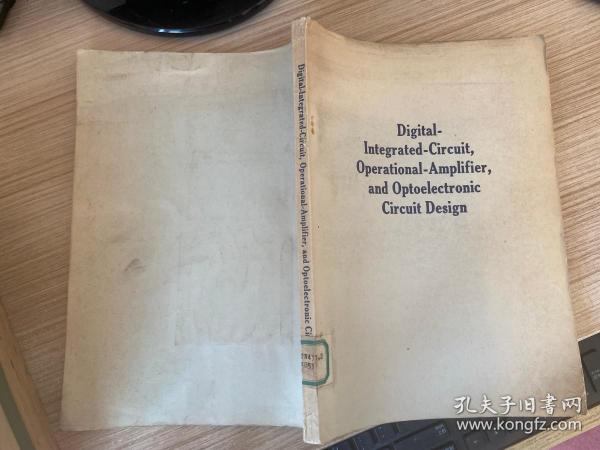 Digital-
Integrated-Circuit,
Operational-Amplifier,
and Optoelectronic
Circuit Design
Digital-Integrated-Circuit, Operational-Amplifier, and Optoelectronic Cir
孔夫子旧书网
www.kongfz.com